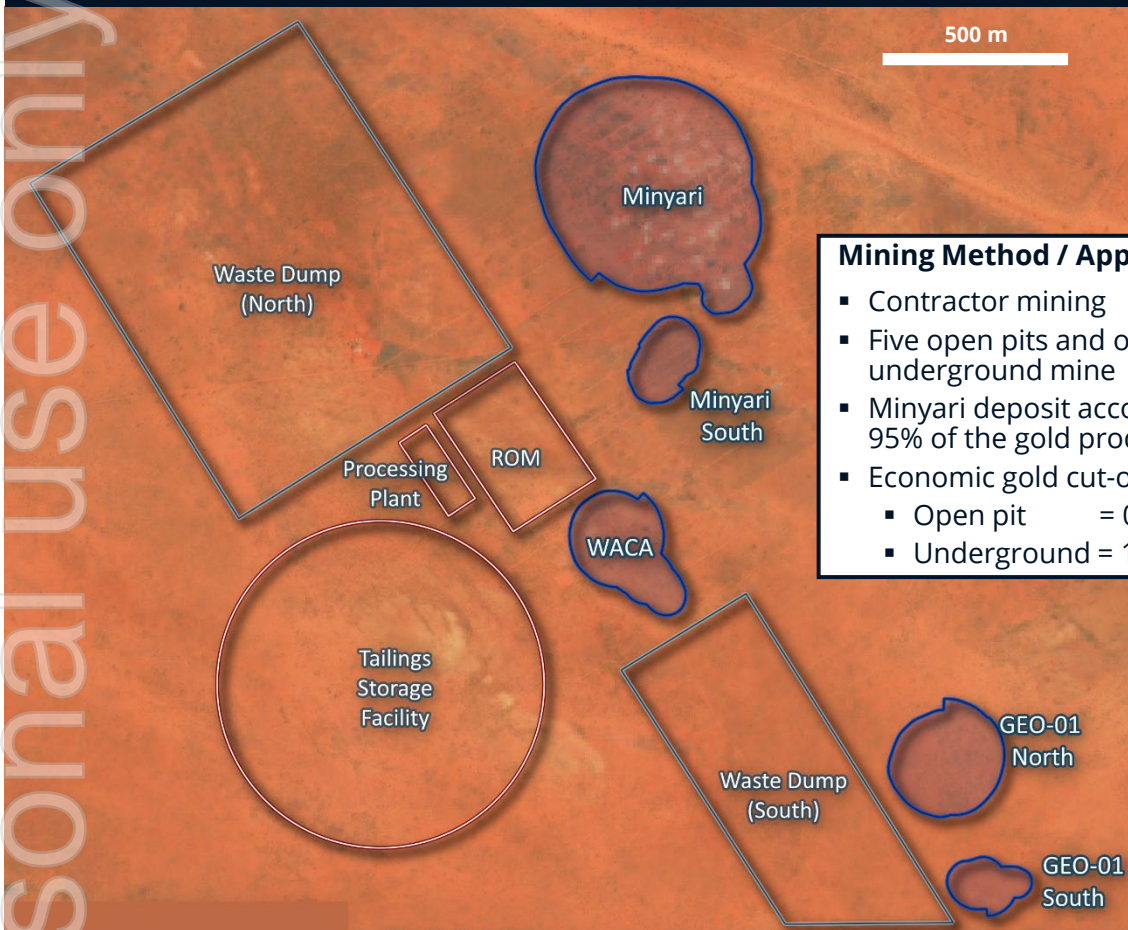 sonal use only
500 m
Minyari
Waste Dump
(North)
Minyari
South
Processing
Plant
ROM
WACA
Tailings
Storage
Facility
Waste Dump
(South)
GEO-01
North
GEO-01
South
Mining Method / App
▪ Contractor mining
▪ Five open pits and o
underground mine
▪ Minyari deposit acco
95% of the gold proc
▪ Economic gold cut-o
▪ Open pit = 0
▪ Underground = 1